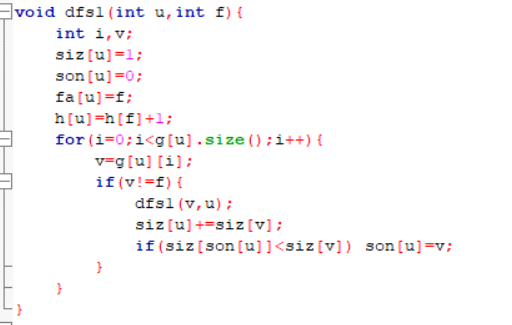 void dfs1(int u,int f){
    int i,v;
    siz[u]=1;
    son[u]=0;
    fa[u]=f;
    h[u]=h[f]+1;
    for(i=0;i<g[u].size();i++){
        v=g[u][i];
        if(v!=f){
            dfs1(v,u);
            siz[u]+=siz[v];
            if(siz[son[u]]<siz[v]) son[u]=v;
        }
    }
}